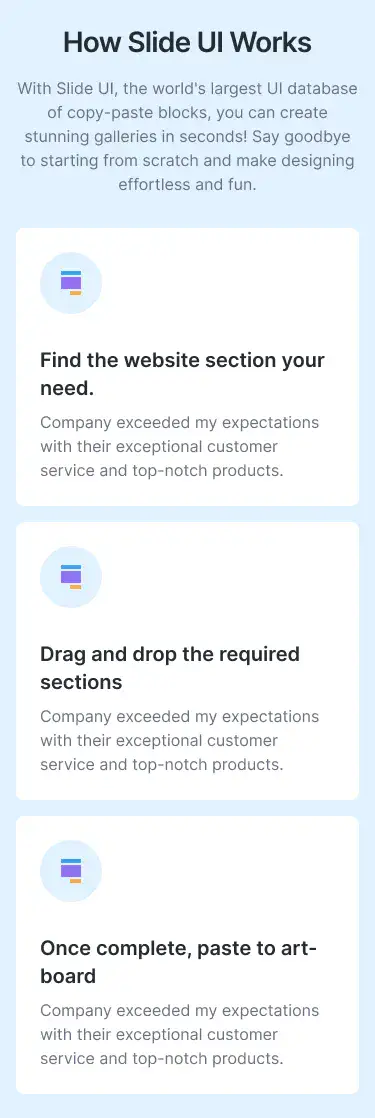 How Slide UI Works
With Slide UI, the world's largest UI database
of copy-paste blocks, you can create
stunning galleries in seconds! Say goodbye
to starting from scratch and make designing
effortless and fun.
Find the website section your
need.
Company exceeded my expectations
with their exceptional customer
service and top-notch products.
Drag and drop the required
sections
Company exceeded my expectations
with their exceptional customer
service and top-notch products.
Once complete, paste to art-
board
Company exceeded my expectations
with their exceptional customer
service and top-notch products.